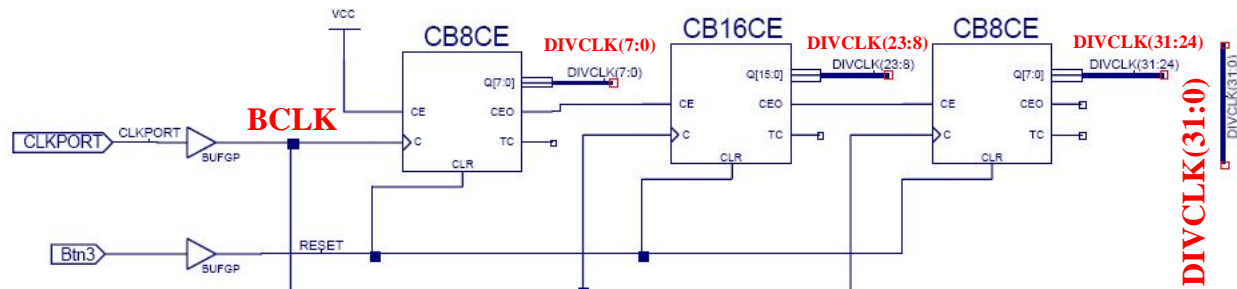 VCC
CB8CE
DIVCLK(7:0)
Q[7:0]
DIVCLK(7:0)
CE
CEO
C
TC
CLR
CB16CE
DIVCLK(23:8)
Q[15:0]
DIVCLK(23:8)
CE
CEO
C
TC
CLR
CB8CE
DIVCLK(31:24)
Q[7:0]
DIVCLK(31:24)
CE
CEO
C
TC
CLR
DIVCLK(31:0)
DIVCLK(31:0)
CLKPORT
CLKPORT
BUFGP
BCLK
Btn3
BUFGP
RESET